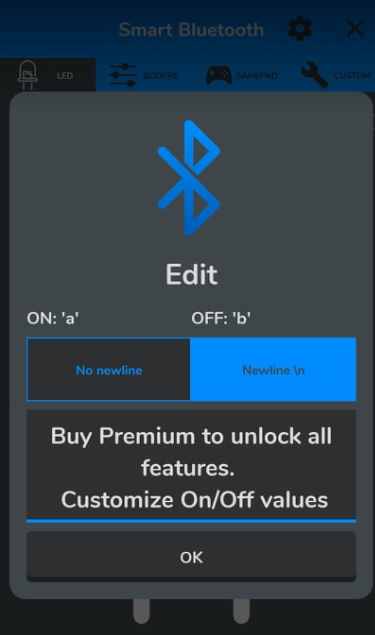 Smart Bluetooth
LED SLIDERS GAMEPAD CUSTOM
Edit
ON: 'a' OFF: 'b'
No newline Newline \n
Buy Premium to unlock all
features.
Customize On/Off values
OK